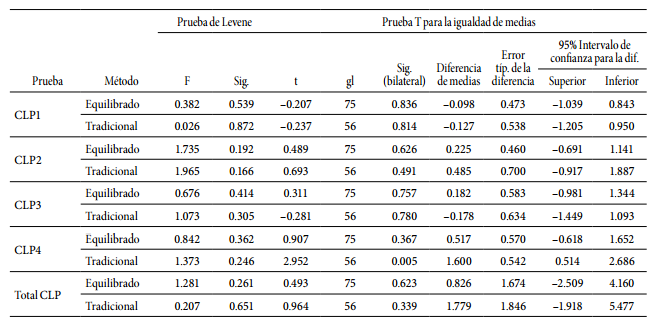 Prueba de Levene Prueba T para la igualdad de medias
Prueba Método F Sig. t gl Sig. (bilateral) Diferencia de medias Error típ. de la diferencia 95% Intervalo de confianza para la dif.
Superior Inferior
CLP1 Equilibrado 0.382 0.539 −0.207 75 0.836 −0.098 0.473 −1.039 0.843
Tradicional 0.026 0.872 −0.237 56 0.814 −0.127 0.538 −1.205 0.950
CLP2 Equilibrado 1.735 0.192 0.489 75 0.626 0.225 0.460 −0.691 1.141
Tradicional 1.965 0.166 0.693 56 0.491 0.485 0.700 −0.917 1.887
CLP3 Equilibrado 0.676 0.414 0.311 75 0.757 0.182 0.583 −0.981 1.344
Tradicional 1.073 0.305 −0.281 56 0.780 −0.178 0.634 −1.449 1.093
CLP4 Equilibrado 0.842 0.362 0.907 75 0.367 0.517 0.570 −0.618 1.652
Tradicional 1.373 0.246 2.952 56 0.005 1.600 0.542 0.514 2.686
Total CLP Equilibrado 1.281 0.261 0.493 75 0.623 0.826 1.674 −2.509 4.160
Tradicional 0.207 0.651 0.964 56 0.339 1.779 1.846 −1.918 5.477